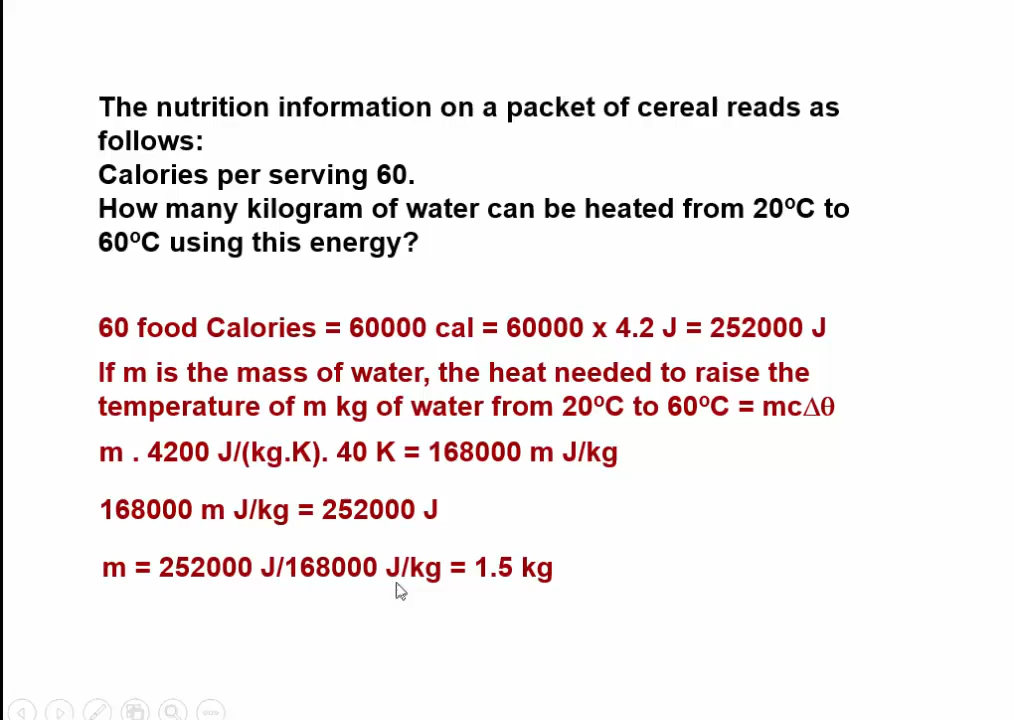 The nutrition information on a packet of cereal reads as
follows:
Calories per serving 60.
How many kilogram of water can be heated from 20ºC to
60ºC using this energy?
60 food Calories = 60000 cal = 60000 x 4.2 J = 252000 J
If m is the mass of water, the heat needed to raise the
temperature of m kg of water from 20ºC to 60ºC = mcΔθ
m . 4200 J/(kg.K). 40 K = 168000 m J/kg
168000 m J/kg = 252000 J
m = 252000 J/168000 J/kg = 1.5 kg